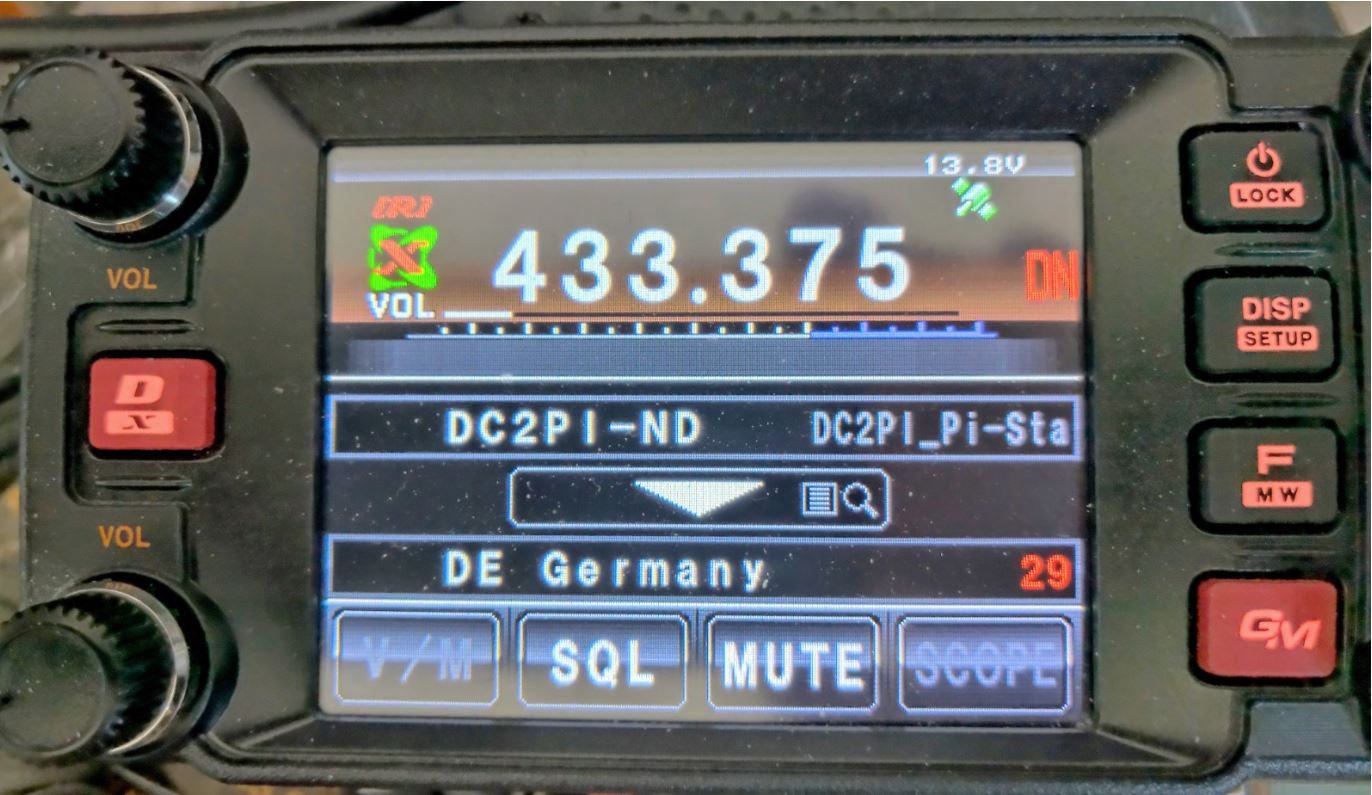 13.8V
X 433.375 DN
VOL
VOL
D
X
VOL
DC2PI-ND DC2PI_Pi-Sta
DE Germany 29
V/M SQL MUTE SCOPE
LOCK
DISP
SETUP
F
MW
GM